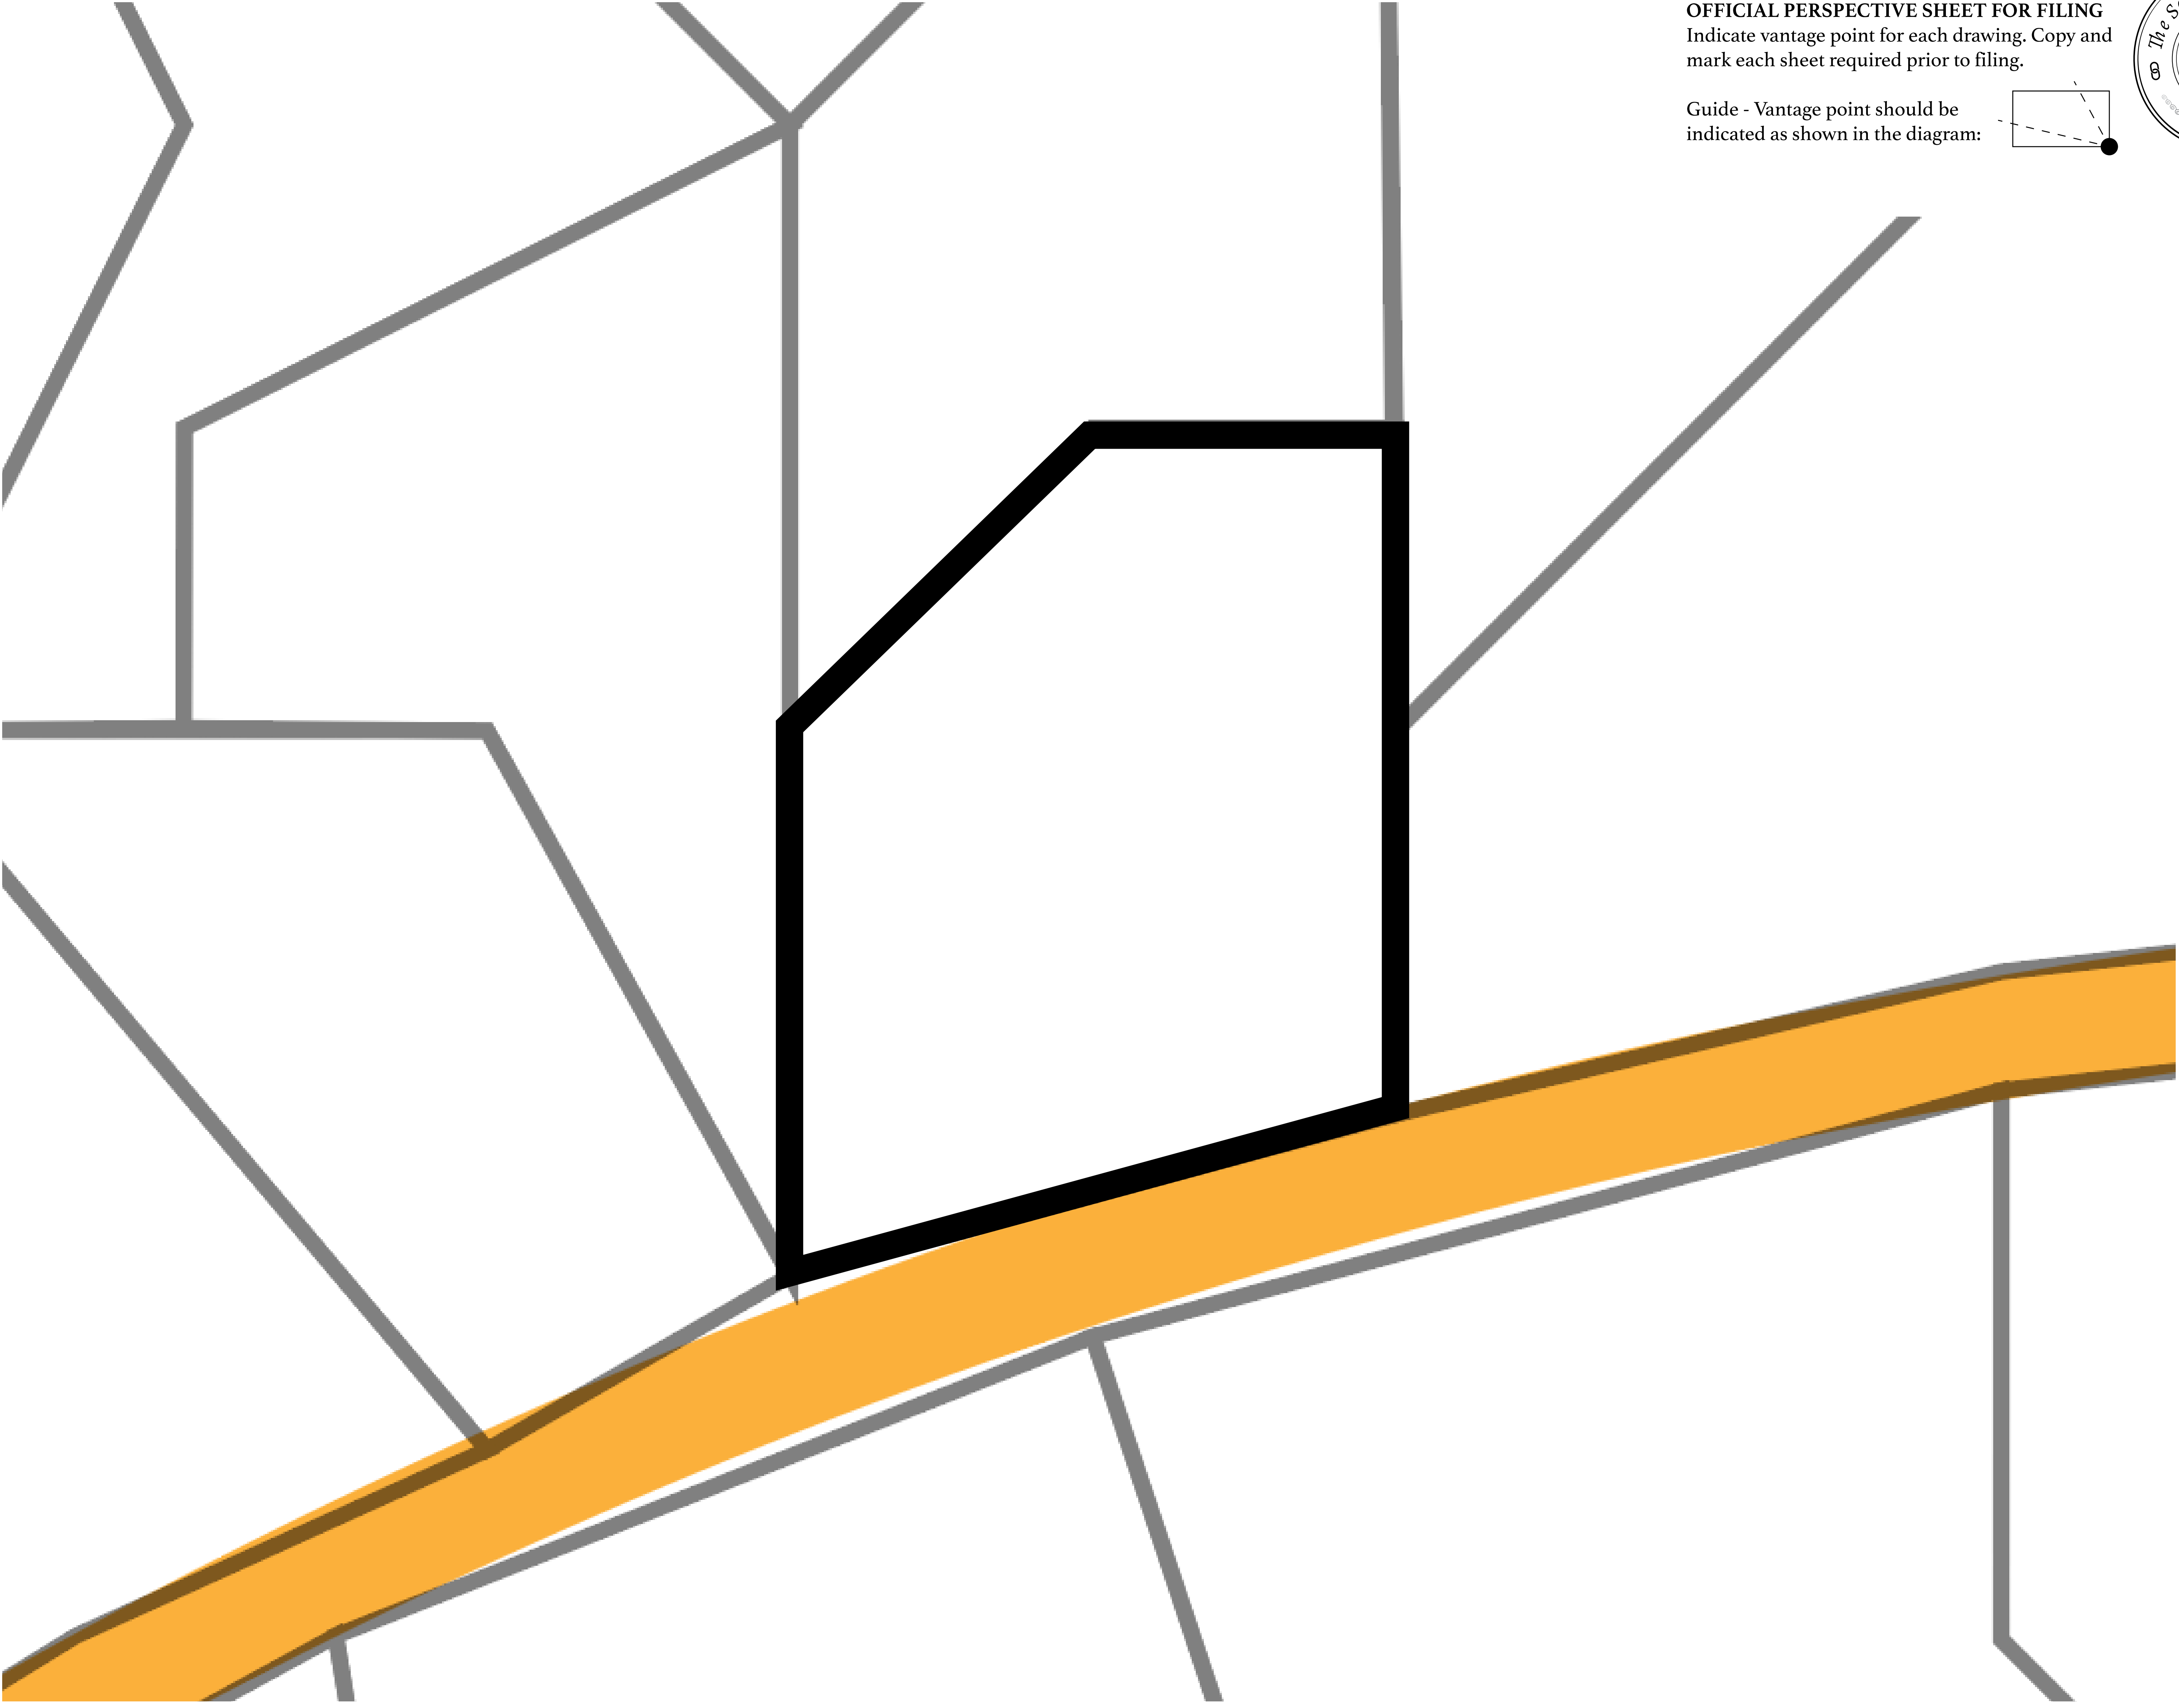 OFFICIAL PERSPECTIVE SHEET FOR FILING
Indicate vantage point for each drawing. Copy and
mark each sheet required prior to filing.
Guide - Vantage point should be
indicated as shown in the diagram:
The